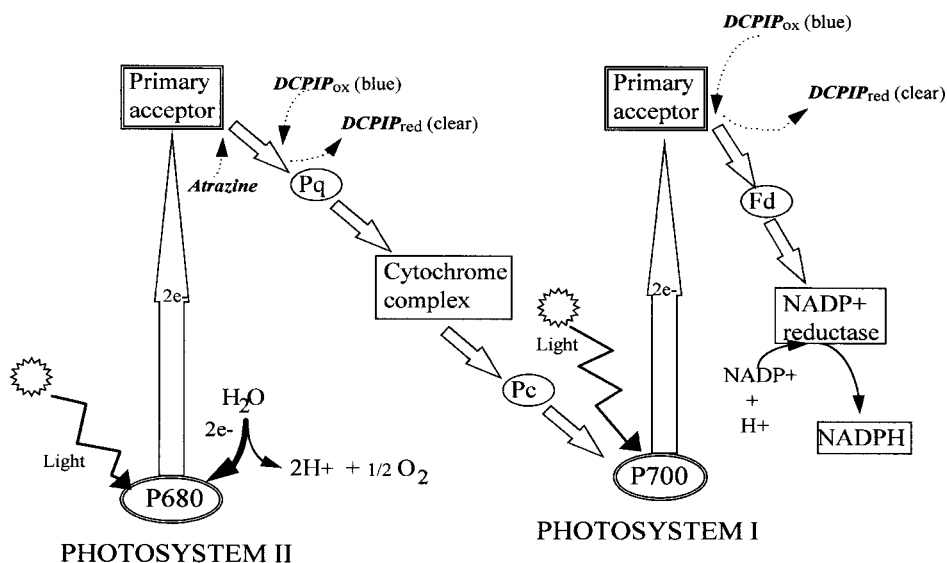 Primary
acceptor
DCPIPox (blue)
DCPIPred (clear)
Atrazine
Pq
2e-
Cytochrome
complex
Pc
Light
H2O
2e-
2H+ + 1/2 O2
P680
PHOTOSYSTEM II
Primary
acceptor
DCPIPox (blue)
DCPIPred (clear)
Fd
2e-
Light
NADP+
reductase
NADP+
+
H+
NADPH
P700
PHOTOSYSTEM I